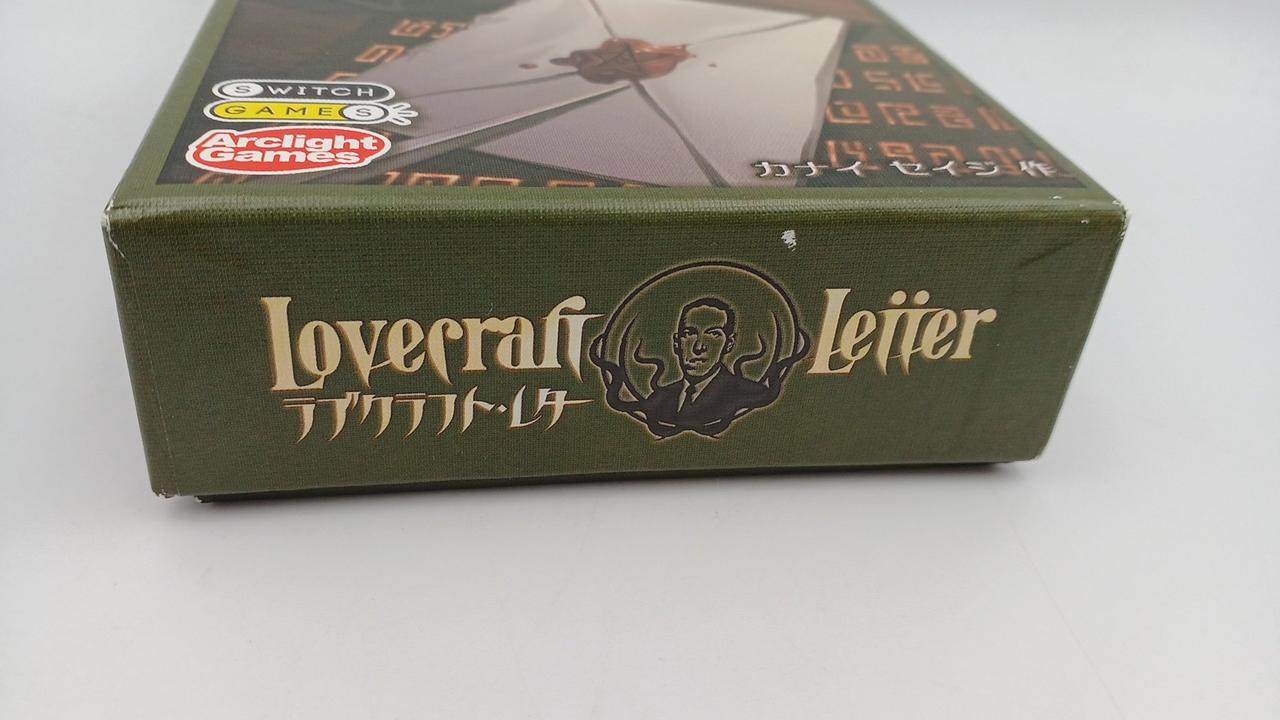 SWITCH
GAMES
Arclight
Games
カナイ セイジ 作
Lovecraft Letter
ラブクラフト・レター